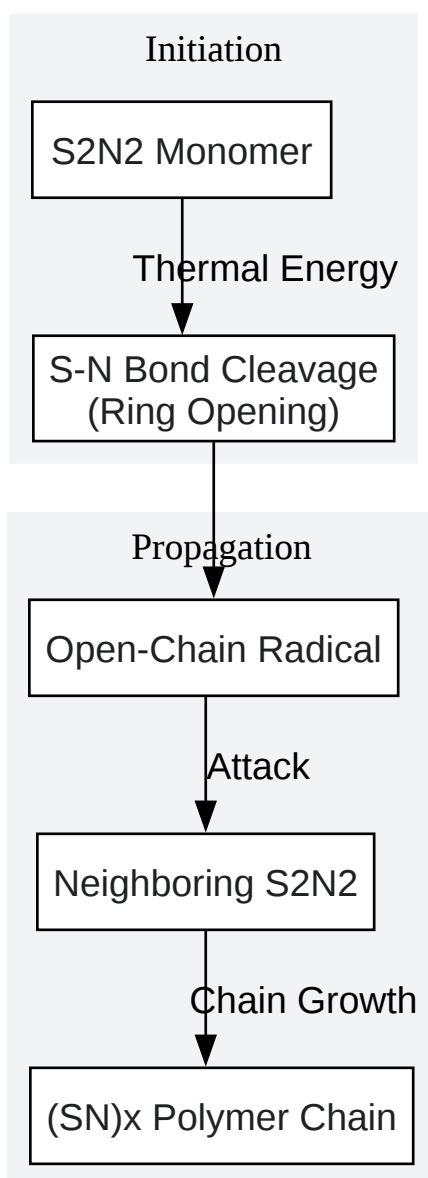 Initiation
S2N2 Monomer
Thermal Energy
S-N Bond Cleavage
(Ring Opening)
Propagation
Open-Chain Radical
Attack
Neighboring S2N2
Chain Growth
(SN)x Polymer Chain